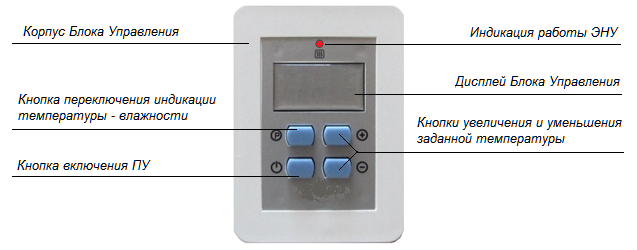 Корпус Блока Управления
Индикация работы ЭНУ
Дисплей Блока Управления
Кнопка переключения индикации
температуры - влажности
P
Кнопки увеличения и уменьшения
заданной температуры
Кнопка включения ПУ